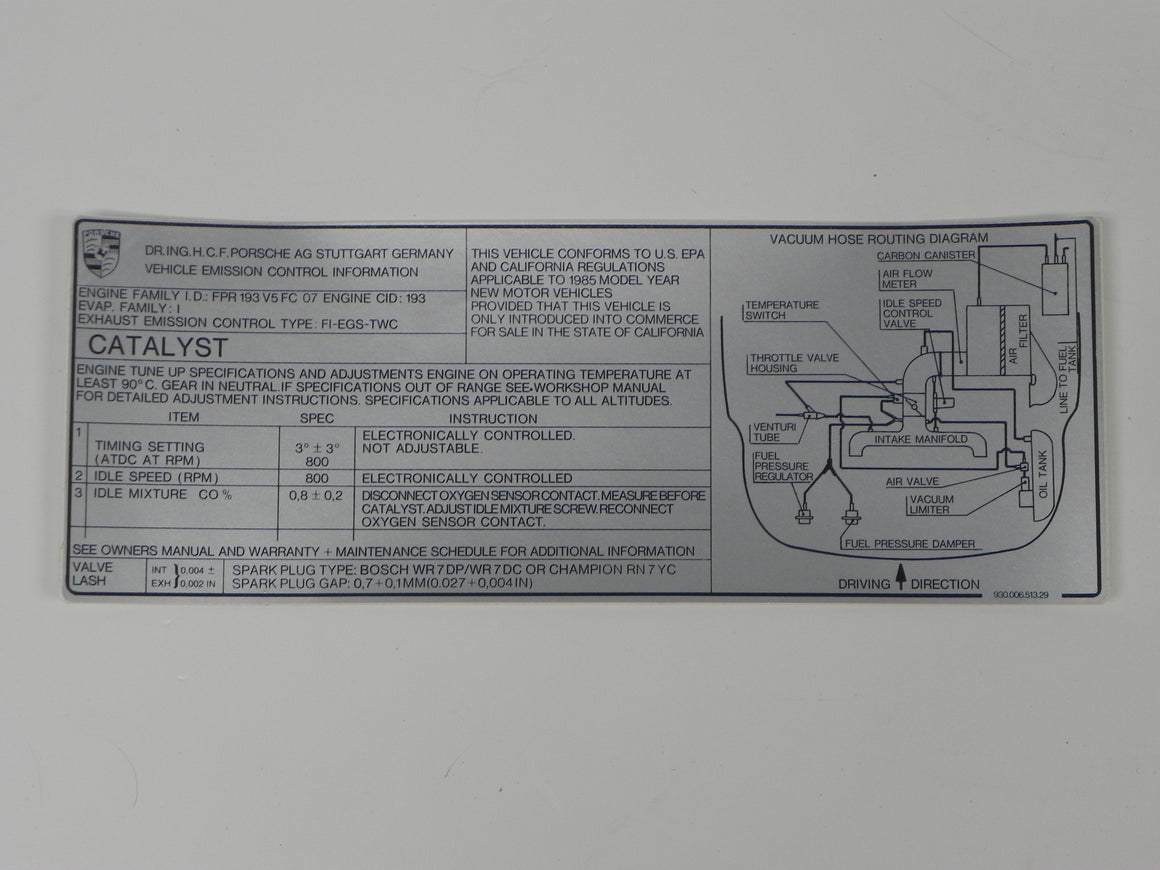 PORSCHE
DR.ING.H.C.F.PORSCHE AG STUTTGART GERMANY
VEHICLE EMISSION CONTROL INFORMATION
ENGINE FAMILY I.D.: FPR 193 V5 FC 07 ENGINE CID: 193
EVAP. FAMILY: I
EXHAUST EMISSION CONTROL TYPE: FI-EGS-TWC
CATALYST
THIS VEHICLE CONFORMS TO U.S. EPA
AND CALIFORNIA REGULATIONS
APPLICABLE TO 1985 MODEL YEAR
NEW MOTOR VEHICLES
PROVIDED THAT THIS VEHICLE IS
ONLY INTRODUCED INTO COMMERCE
FOR SALE IN THE STATE OF CALIFORNIA
ENGINE TUNE UP SPECIFICATIONS AND ADJUSTMENTS ENGINE ON OPERATING TEMPERATURE AT
LEAST 90° C. GEAR IN NEUTRAL.IF SPECIFICATIONS OUT OF RANGE SEE WORKSHOP MANUAL
FOR DETAILED ADJUSTMENT INSTRUCTIONS. SPECIFICATIONS APPLICABLE TO ALL ALTITUDES.
ITEM SPEC INSTRUCTION
1 TIMING SETTING (ATDC AT RPM) 3° ± 3° 800 ELECTRONICALLY CONTROLLED.
NOT ADJUSTABLE.
2 IDLE SPEED (RPM) 800 ELECTRONICALLY CONTROLLED
3 IDLE MIXTURE CO % 0,8 ± 0,2 DISCONNECT OXYGEN SENSOR CONTACT. MEASURE BEFORE
CATALYST. ADJUST IDLE MIXTURE SCREW. RECONNECT
OXYGEN SENSOR CONTACT.
SEE OWNERS MANUAL AND WARRANTY + MAINTENANCE SCHEDULE FOR ADDITIONAL INFORMATION
VALVE
LASH
INT } 0,004 ±
EXH } 0,002 IN
SPARK PLUG TYPE: BOSCH WR 7 DP/WR 7 DC OR CHAMPION RN 7 YC
SPARK PLUG GAP: 0,7 + 0,1MM(0.027 + 0,004IN)
VACUUM HOSE ROUTING DIAGRAM
CARBON CANISTER
AIR FLOW
METER
IDLE SPEED
CONTROL
VALVE
TEMPERATURE
SWITCH
AIR
FILTER
LINE TO FUEL
TANK
THROTTLE VALVE
HOUSING
VENTURI
TUBE
INTAKE MANIFOLD
FUEL
PRESSURE
REGULATOR
AIR VALVE
OIL TANK
VACUUM
LIMITER
FUEL PRESSURE DAMPER
DRIVING DIRECTION
930.006.513.29